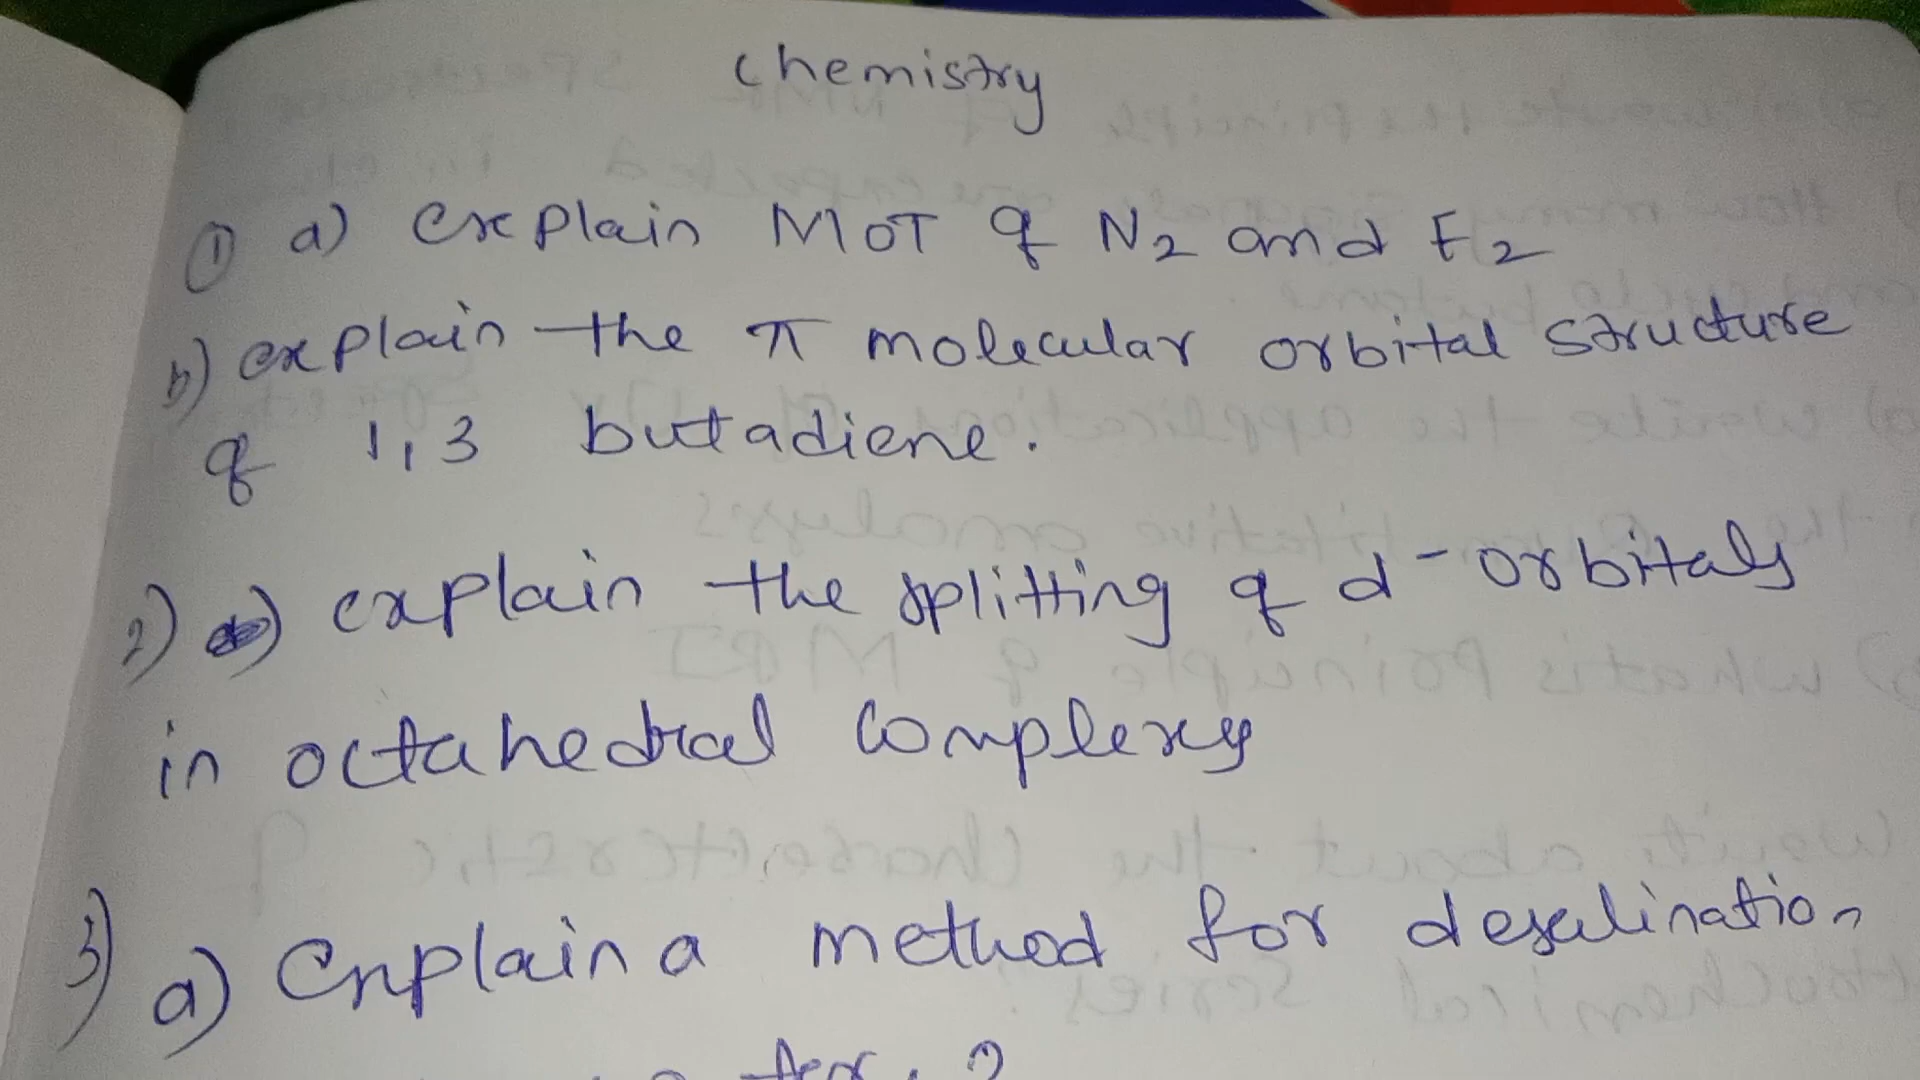 chemistry
① a) explain MOT of N2 and F2
b) explain the π molecular orbital structure
of 1,3 butadiene.
2) explain the splitting of d-orbitals
in octahedral complexes
3)
a) Explain a method for desalination
?